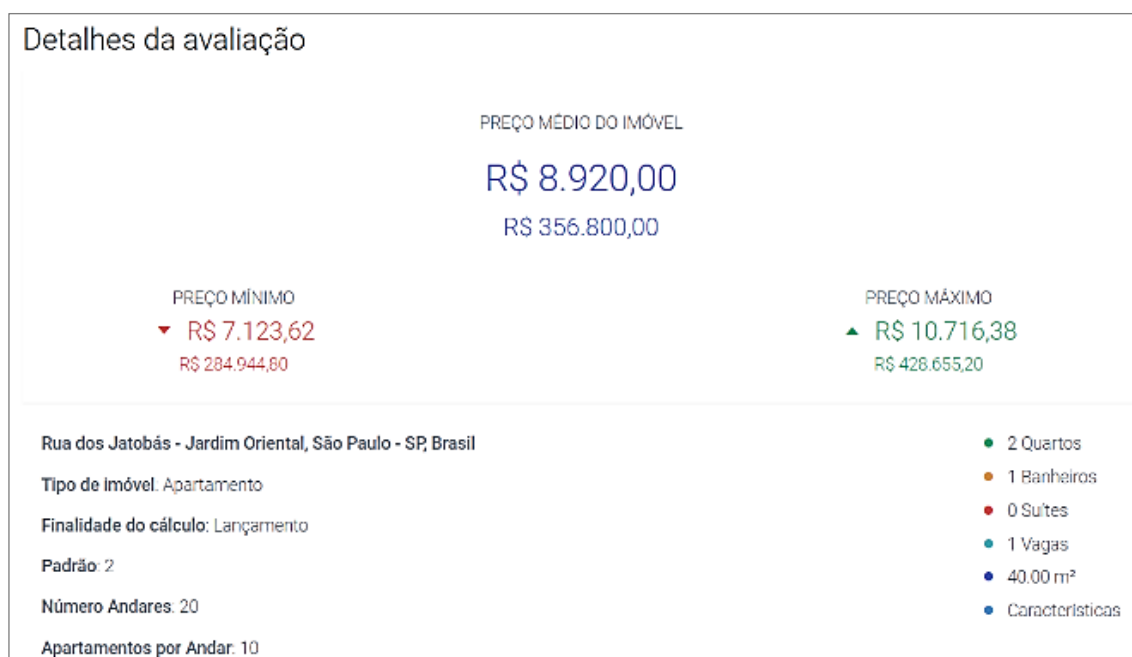 Detalhes da avaliação
PREÇO MÉDIO DO IMÓVEL
R$ 8.920,00
R$ 356.800,00
PREÇO MÍNIMO
R$ 7.123,62
R$ 284.944,80
PREÇO MÁXIMO
R$ 10.716,38
R$ 428.655,20
Rua dos Jatobás - Jardim Oriental, São Paulo - SP, Brasil
Tipo de imóvel: Apartamento
Finalidade do cálculo: Lançamento
Padrão: 2
Número Andares: 20
Apartamentos por Andar: 10
2 Quartos
1 Banheiros
0 Suítes
1 Vagas
40.00 m²
Características